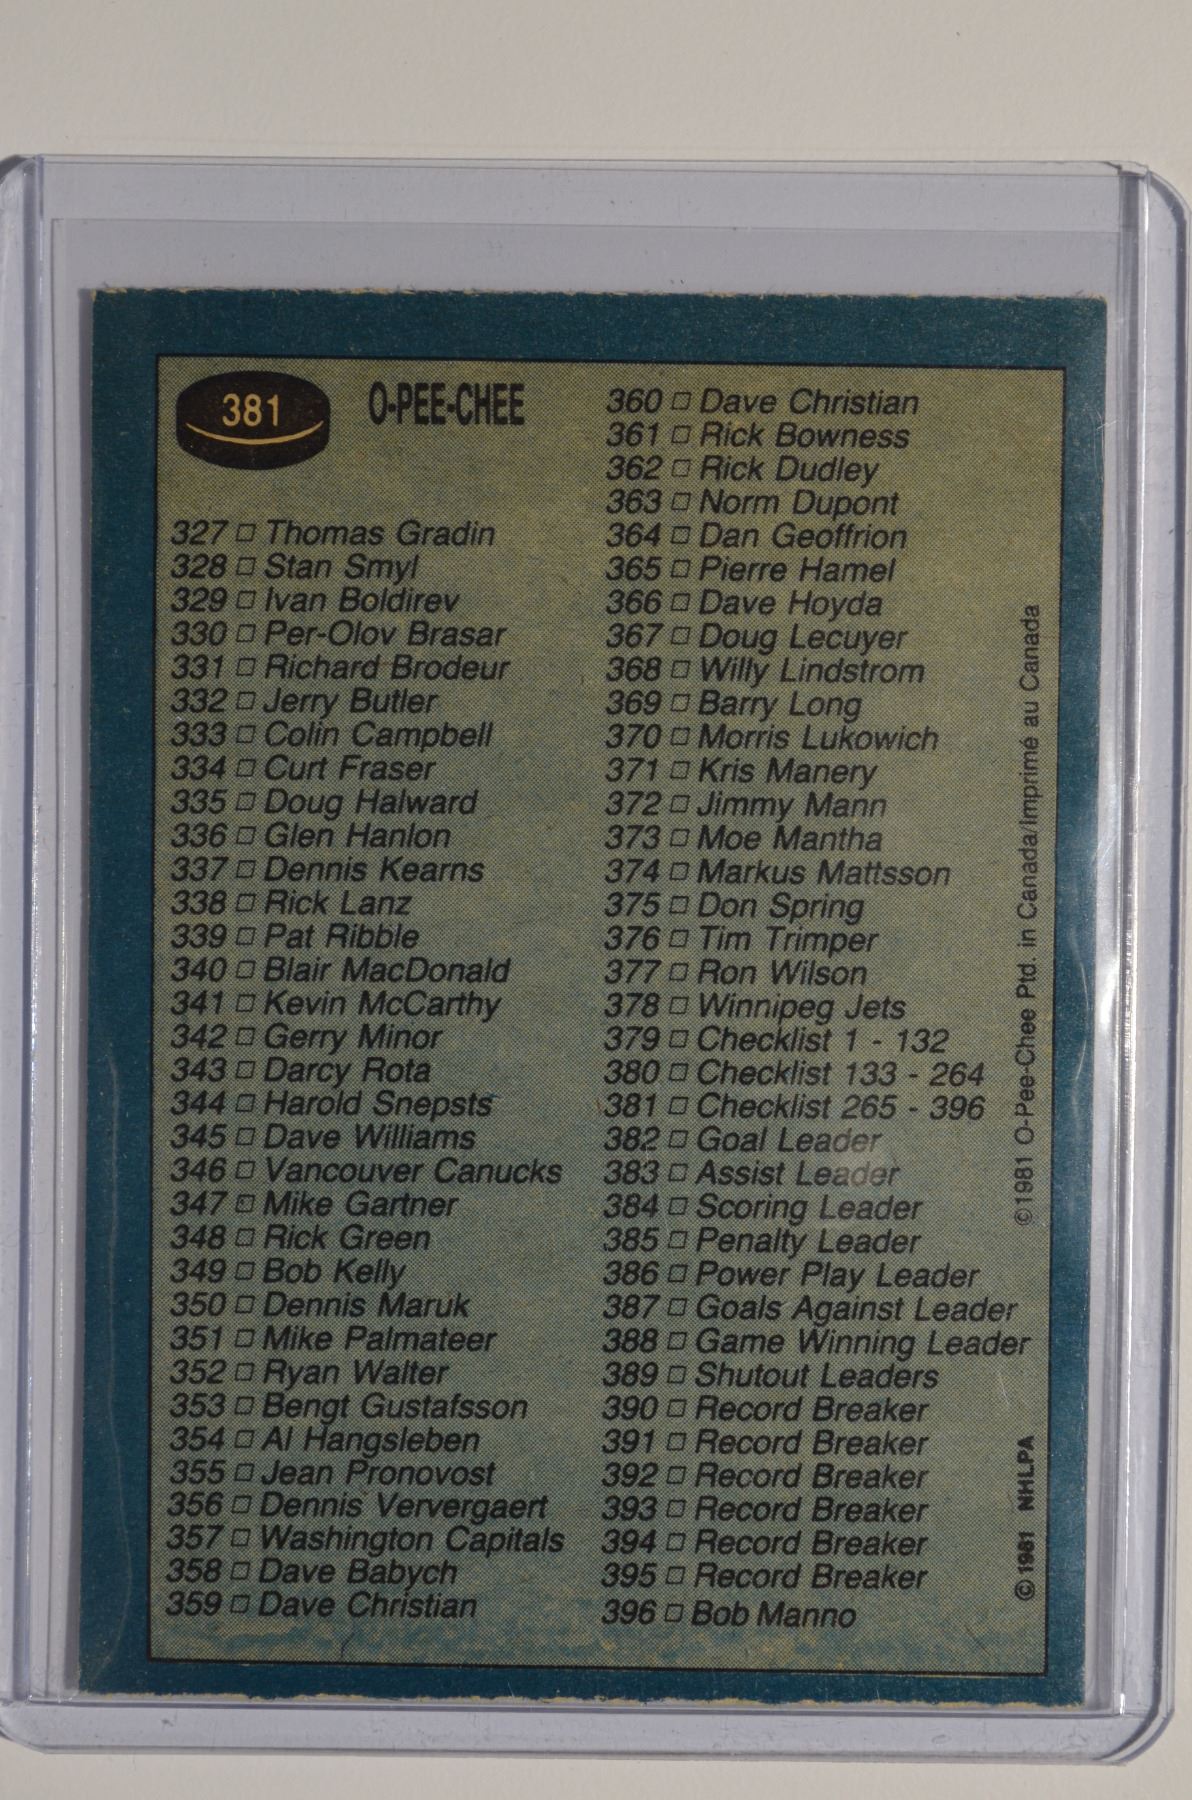 381
O-PEE-CHEE
327 □ Thomas Gradin
328 □ Stan Smyl
329 □ Ivan Boldirev
330 □ Per-Olov Brasar
331 □ Richard Brodeur
332 □ Jerry Butler
333 □ Colin Campbell
334 □ Curt Fraser
335 □ Doug Halward
336 □ Glen Hanlon
337 □ Dennis Kearns
338 □ Rick Lanz
339 □ Pat Ribble
340 □ Blair MacDonald
341 □ Kevin McCarthy
342 □ Gerry Minor
343 □ Darcy Rota
344 □ Harold Snepsts
345 □ Dave Williams
346 □ Vancouver Canucks
347 □ Mike Gartner
348 □ Rick Green
349 □ Bob Kelly
350 □ Dennis Maruk
351 □ Mike Palmateer
352 □ Ryan Walter
353 □ Bengt Gustafsson
354 □ Al Hangsleben
355 □ Jean Pronovost
356 □ Dennis Ververgaert
357 □ Washington Capitals
358 □ Dave Babych
359 □ Dave Christian
360 □ Dave Christian
361 □ Rick Bowness
362 □ Rick Dudley
363 □ Norm Dupont
364 □ Dan Geoffrion
365 □ Pierre Hamel
366 □ Dave Hoyda
367 □ Doug Lecuyer
368 □ Willy Lindstrom
369 □ Barry Long
370 □ Morris Lukowich
371 □ Kris Manery
372 □ Jimmy Mann
373 □ Moe Mantha
374 □ Markus Mattsson
375 □ Don Spring
376 □ Tim Trimper
377 □ Ron Wilson
378 □ Winnipeg Jets
379 □ Checklist 1 - 132
380 □ Checklist 133 - 264
381 □ Checklist 265 - 396
382 □ Goal Leader
383 □ Assist Leader
384 □ Scoring Leader
385 □ Penalty Leader
386 □ Power Play Leader
387 □ Goals Against Leader
388 □ Game Winning Leader
389 □ Shutout Leaders
390 □ Record Breaker
391 □ Record Breaker
392 □ Record Breaker
393 □ Record Breaker
394 □ Record Breaker
395 □ Record Breaker
396 □ Bob Manno
© 1981 NHLPA
©1981 O-Pee-Chee Ptd. in Canada/Imprimé au Canada